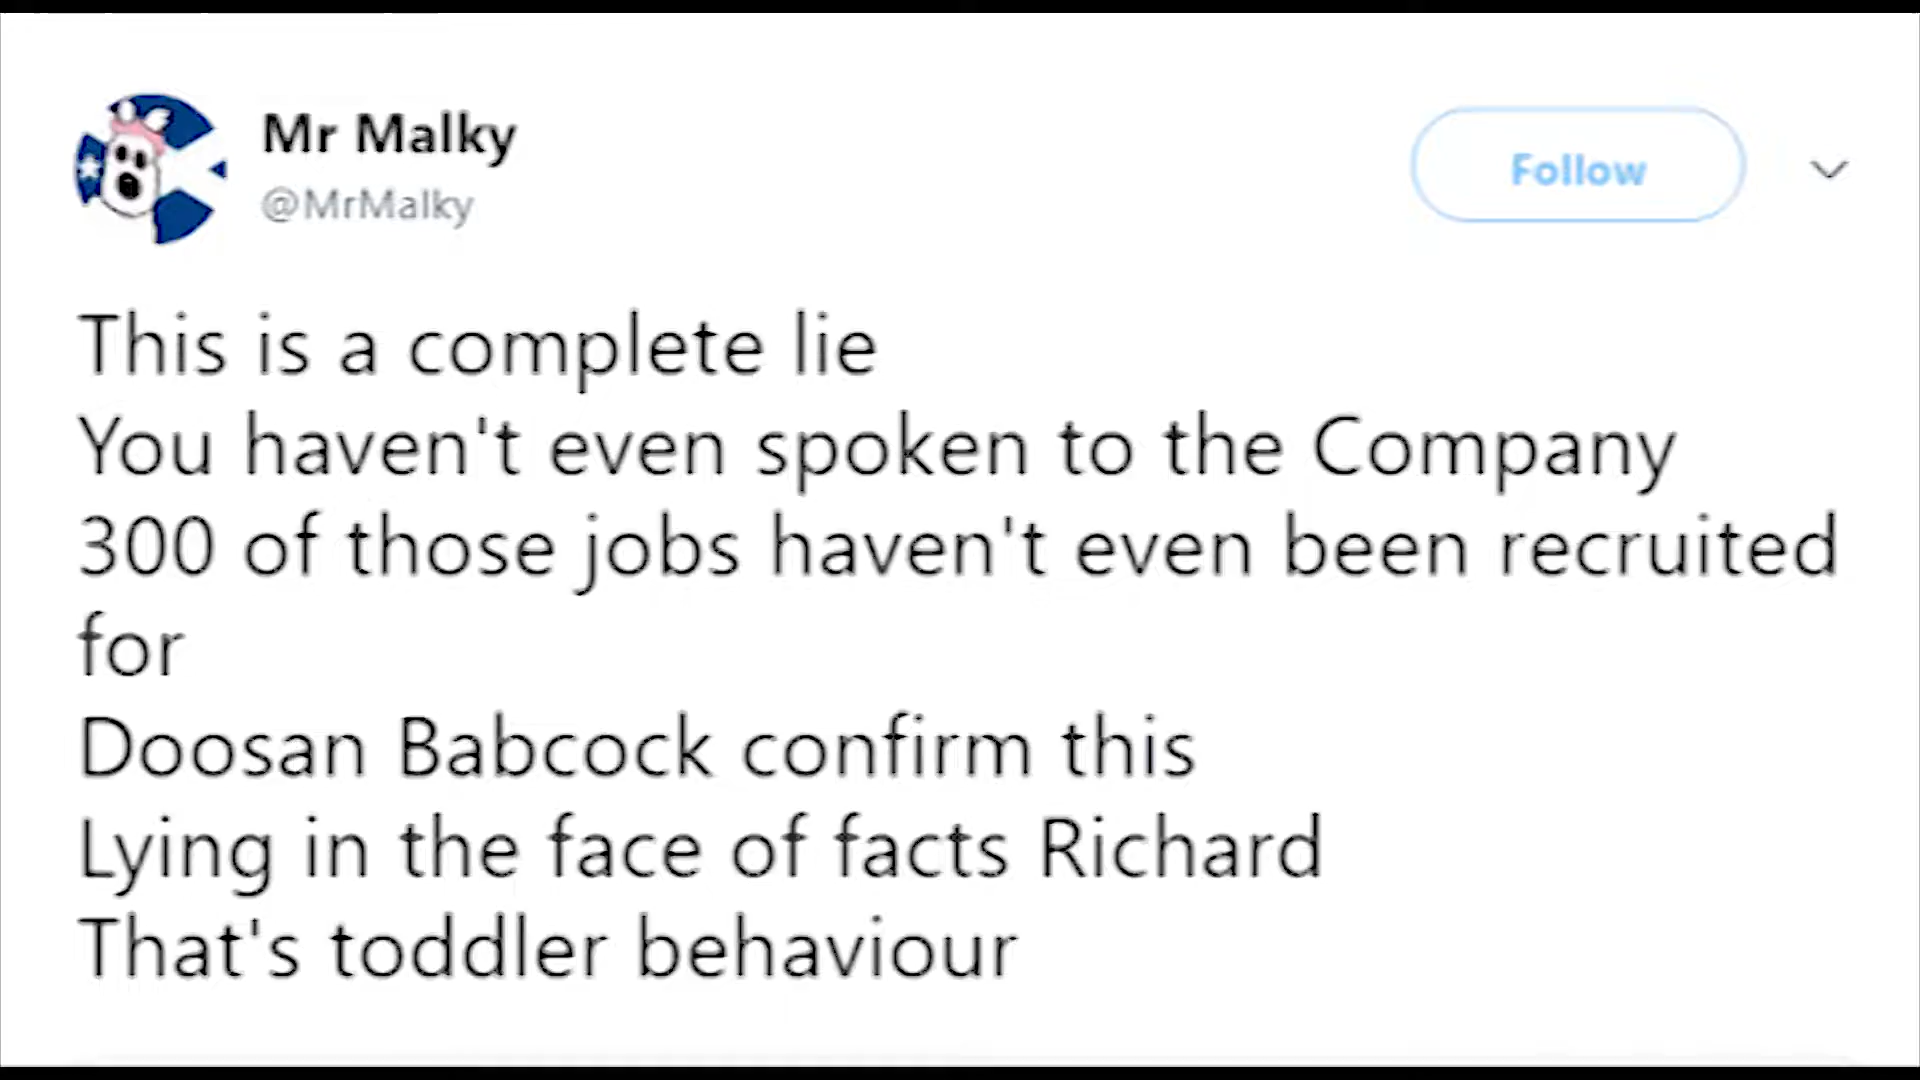 Mr Malky
@MrMalky
Follow
This is a complete lie
You haven't even spoken to the Company
300 of those jobs haven't even been recruited
for
Doosan Babcock confirm this
Lying in the face of facts Richard
That's toddler behaviour